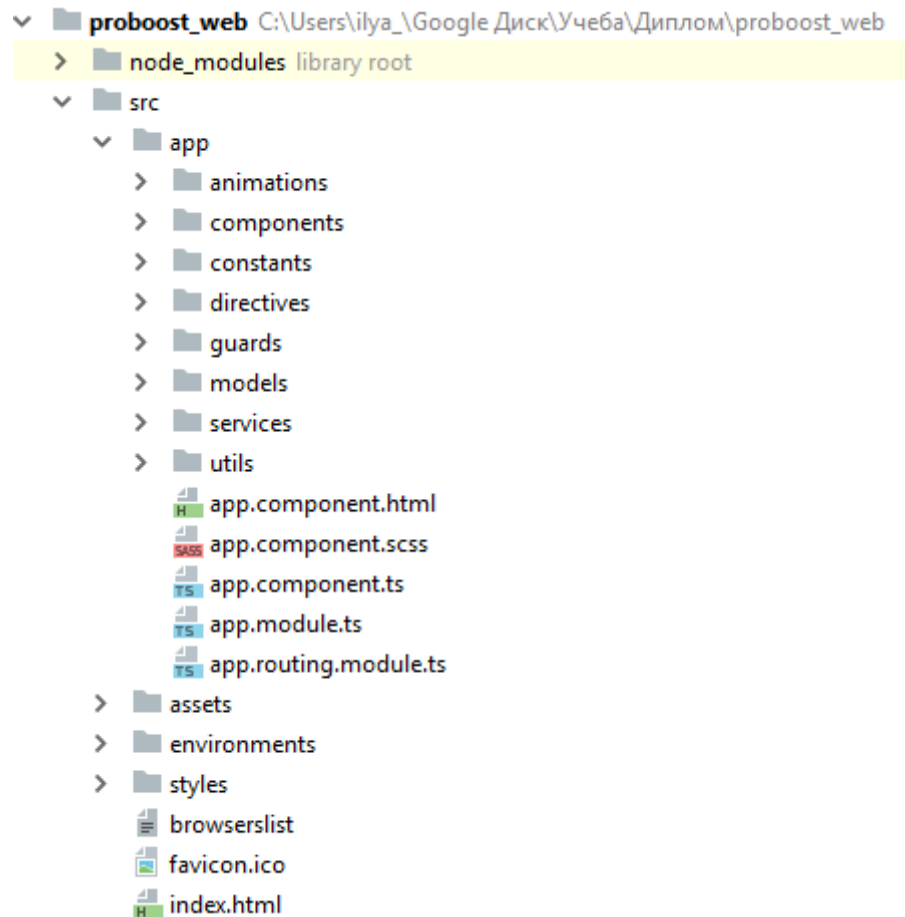 proboost_web C:\Users\ilya_\Google Диск\Учеба\Диплом\proboost_web
node_modules library root
src
app
animations
components
constants
directives
guards
models
services
utils
H app.component.html
SASS app.component.scss
TS app.component.ts
TS app.module.ts
TS app.routing.module.ts
assets
environments
styles
browserslist
favicon.ico
H index.html